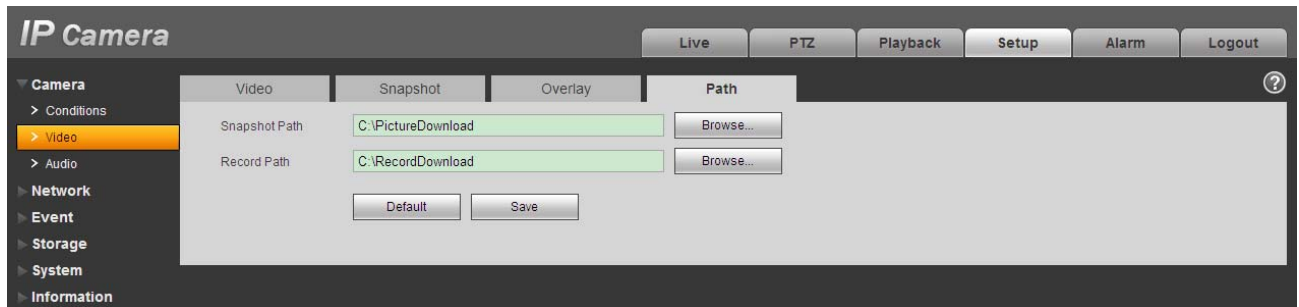 IP Camera
Live PTZ Playback Setup Alarm Logout
Camera
> Conditions
> Video
> Audio
Network
Event
Storage
System
Information
Video Snapshot Overlay Path
?
Snapshot Path C:\PictureDownload Browse...
Record Path C:\RecordDownload Browse...
Default Save